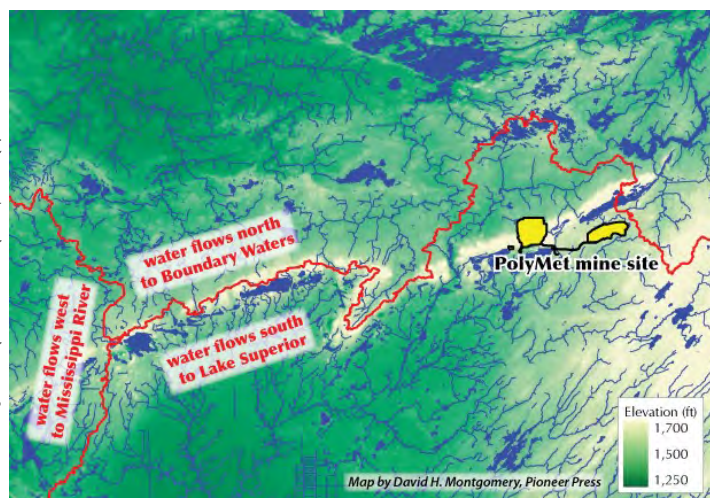 water flows north
to Boundary Waters
PolyMet mine site
water flows west
to Mississippi River
water flows south
to Lake Superior
Elevation (ft)
1,700
1,500
1,250
Map by David H. Montgomery, Pioneer Press